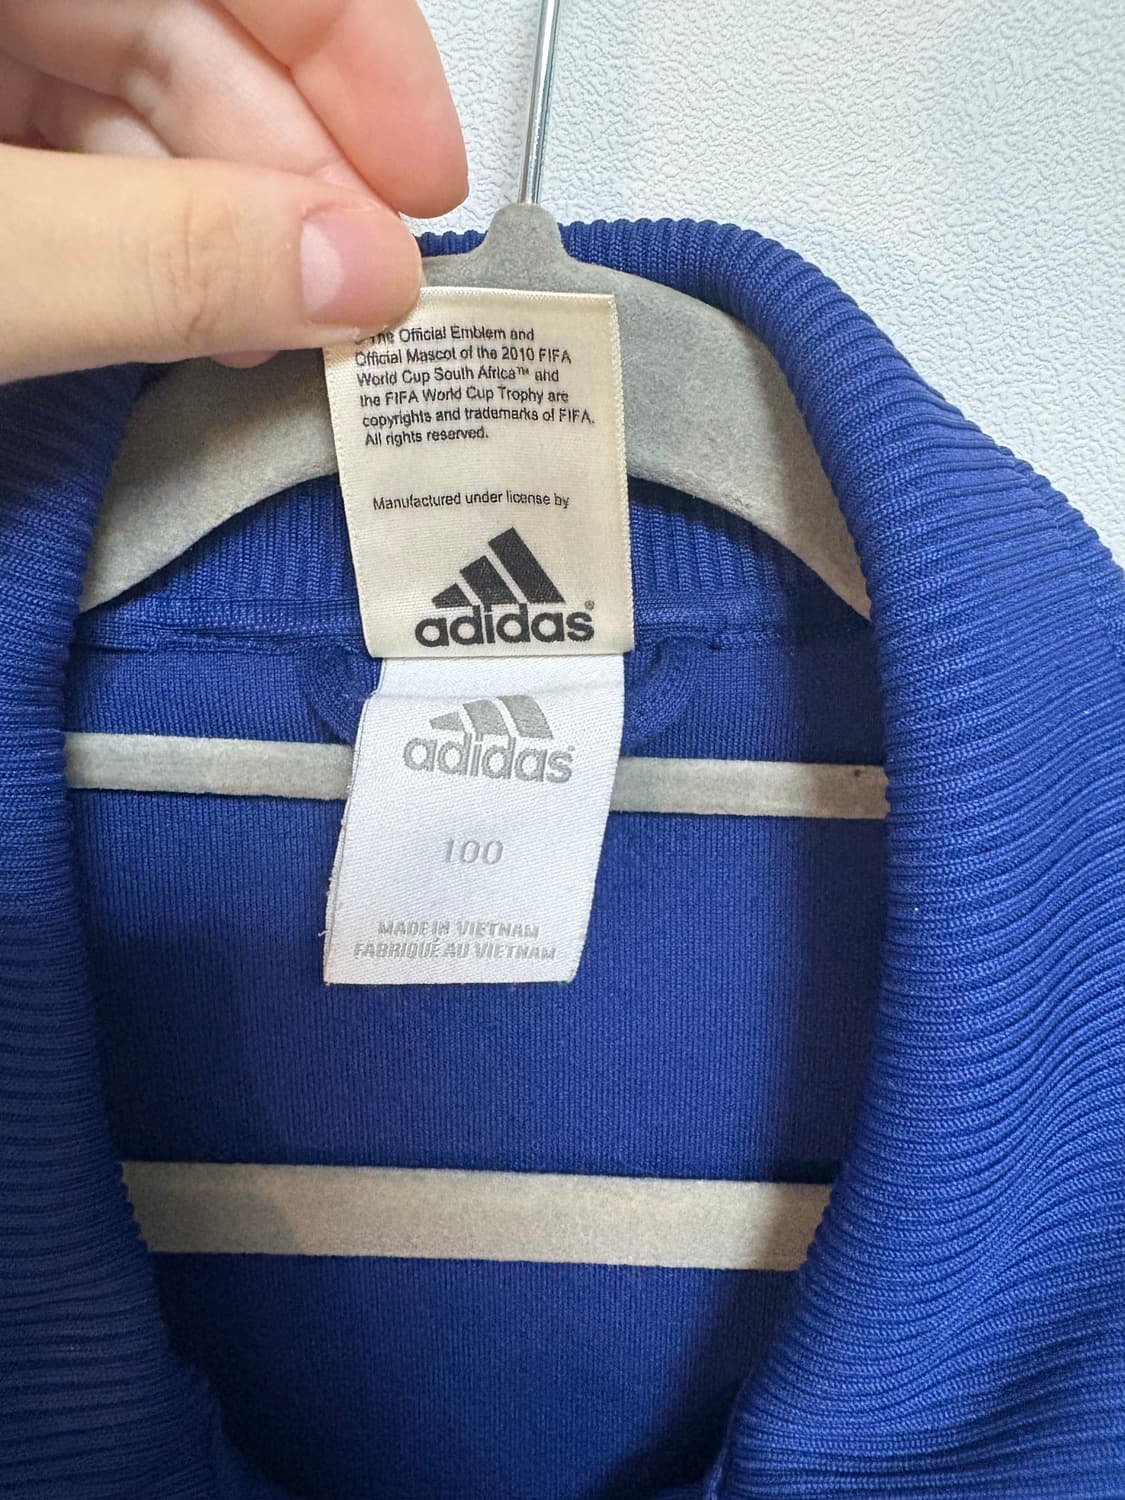 © The Official Emblem and
Official Mascot of the 2010 FIFA
World Cup South Africa™ and
the FIFA World Cup Trophy are
copyrights and trademarks of FIFA.
All rights reserved.
Manufactured under license by
adidas®
adidas
100
MADE IN VIETNAM
FABRIQUÉ AU VIETNAM